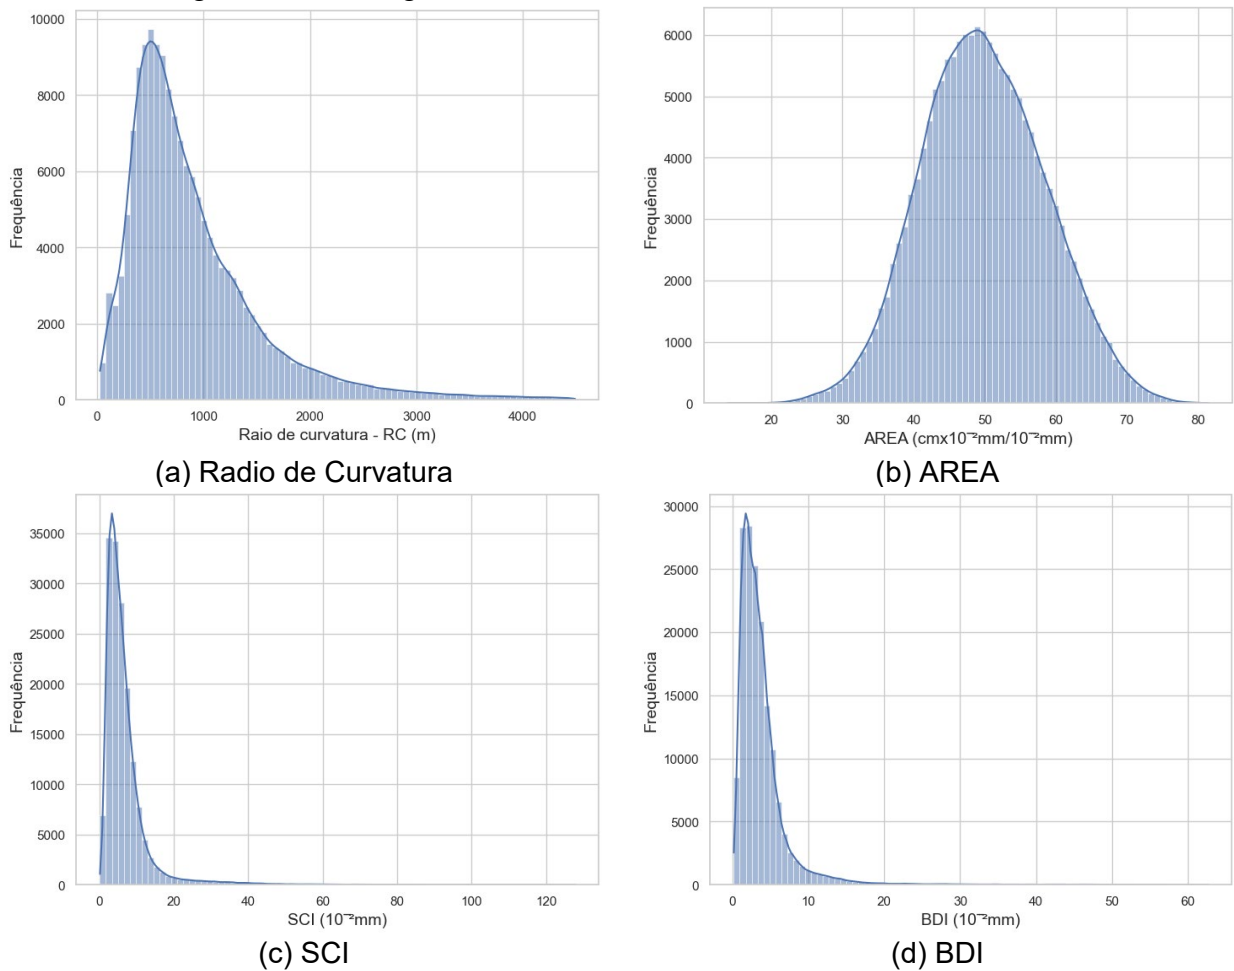 10000
8000
6000
4000
2000
0
Frequência
0 1000 2000 3000 4000
Raio de curvatura - RC (m)
(a) Radio de Curvatura
6000
5000
4000
3000
2000
1000
0
Frequência
20 30 40 50 60 70 80
AREA (cmx10⁻²mm/10⁻²mm)
(b) AREA
35000
30000
25000
20000
15000
10000
5000
0
Frequência
0 20 40 60 80 100 120
SCI (10⁻²mm)
(c) SCI
30000
25000
20000
15000
10000
5000
0
Frequência
0 10 20 30 40 50 60
BDI (10⁻²mm)
(d) BDI